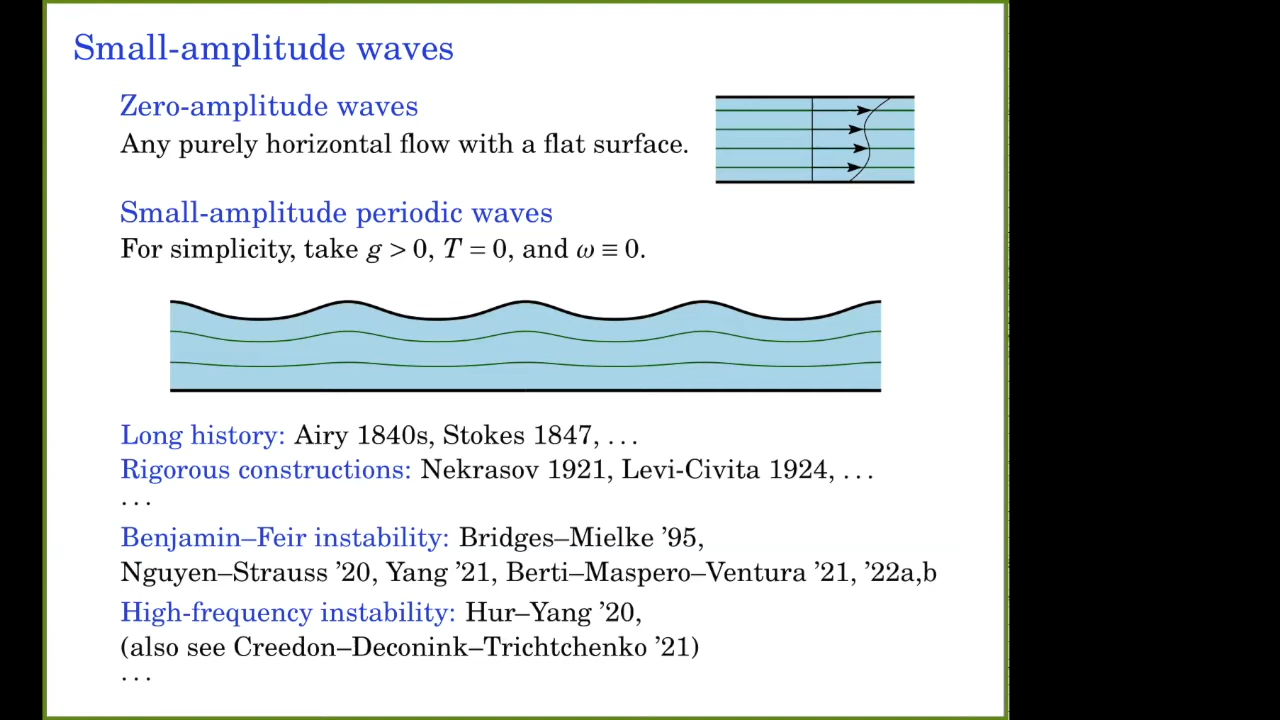 Small-amplitude waves
Zero-amplitude waves
Any purely horizontal flow with a flat surface.
Small-amplitude periodic waves
For simplicity, take g > 0, T = 0, and ω ≡ 0.
Long history: Airy 1840s, Stokes 1847, ...
Rigorous constructions: Nekrasov 1921, Levi-Civita 1924, ...
...
Benjamin–Feir instability: Bridges–Mielke ’95,
Nguyen–Strauss ’20, Yang ’21, Berti–Maspero–Ventura ’21, ’22a,b
High-frequency instability: Hur–Yang ’20,
(also see Creedon–Deconink–Trichtchenko ’21)
...